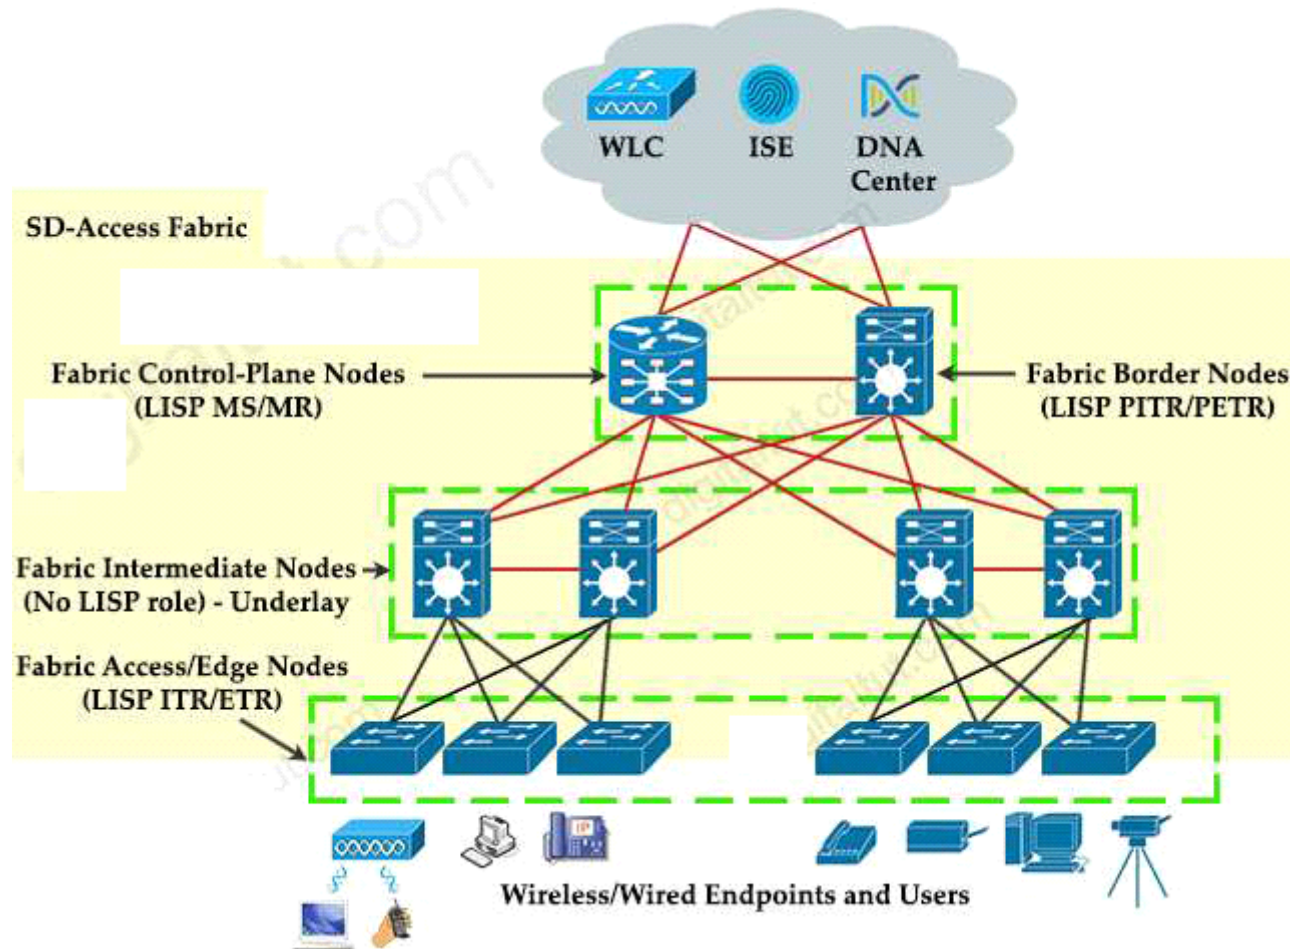 WLC
ISE
DNA
Center
SD-Access Fabric
Fabric Control-Plane Nodes
(LISP MS/MR)
Fabric Border Nodes
(LISP PITR/PETR)
Fabric Intermediate Nodes
(No LISP role) - Underlay
Fabric Access/Edge Nodes
(LISP ITR/ETR)
IP
Wireless/Wired Endpoints and Users